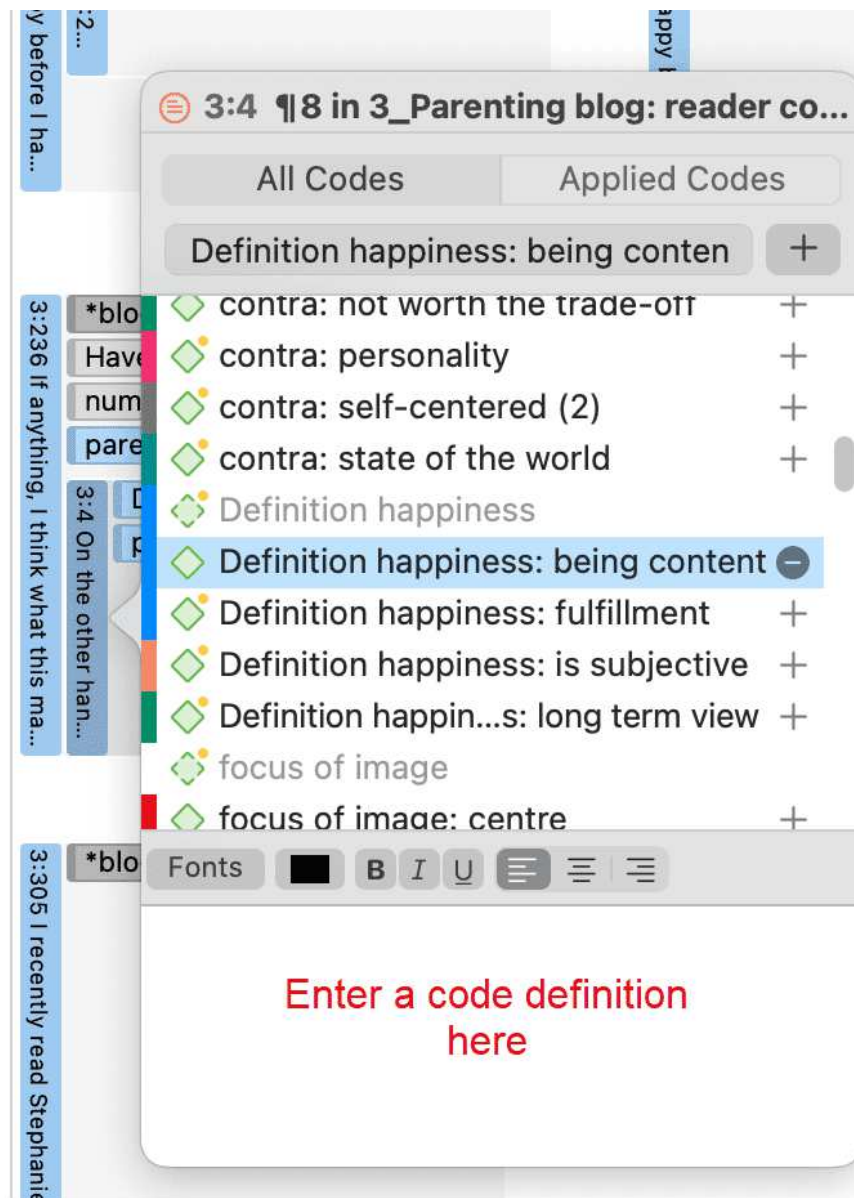 y before I ha...
:2...
appy
3:4 ¶8 in 3_Parenting blog: reader co...
All Codes
Applied Codes
Definition happiness: being conten
+
contra: not worth the trade-off
+
contra: personality
+
contra: self-centered (2)
+
contra: state of the world
+
Definition happiness
Definition happiness: being content
Definition happiness: fulfillment
+
Definition happiness: is subjective
+
Definition happin...s: long term view
+
focus of image
focus of image: centre
+
3:236 If anything, I think what this ma...
*blo
Have
num
pare
3:4 On the other han...
D
p
Fonts
B
I
U
3:305 I recently read Stephanie
*blo
Enter a code definition
here